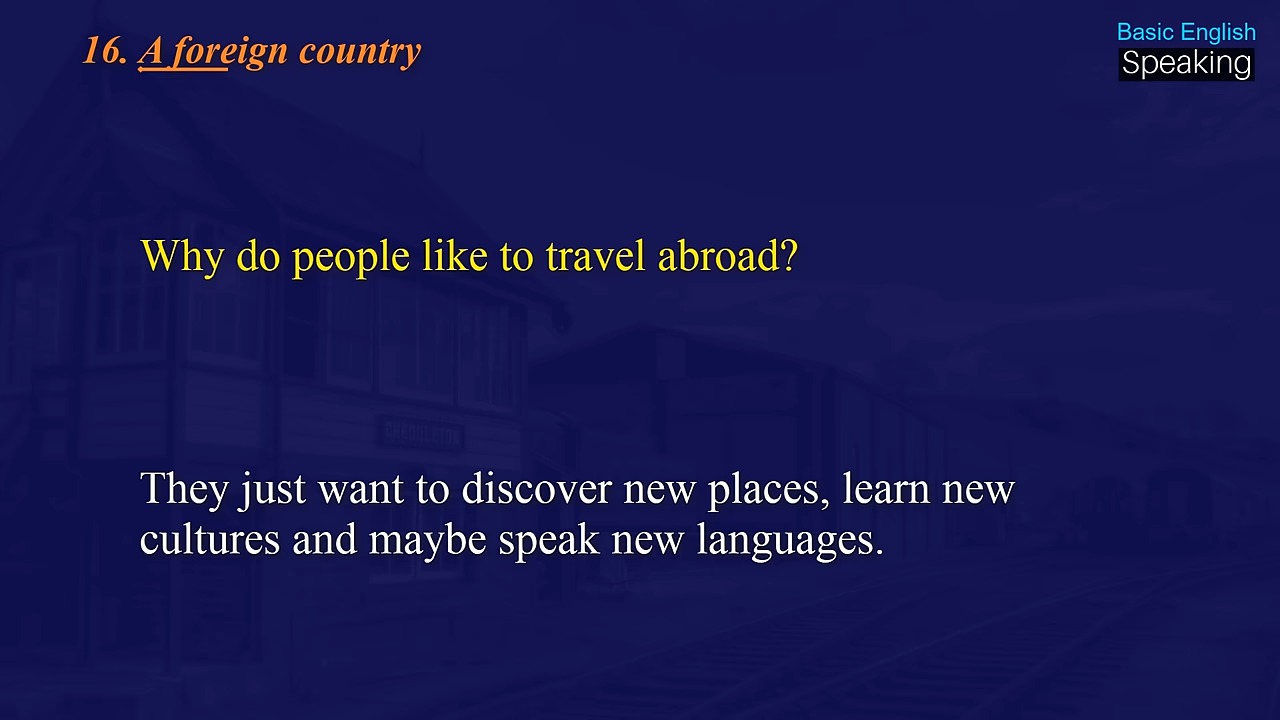 16. A foreign country
Basic English
Speaking
Why do people like to travel abroad?
They just want to discover new places, learn new
cultures and maybe speak new languages.